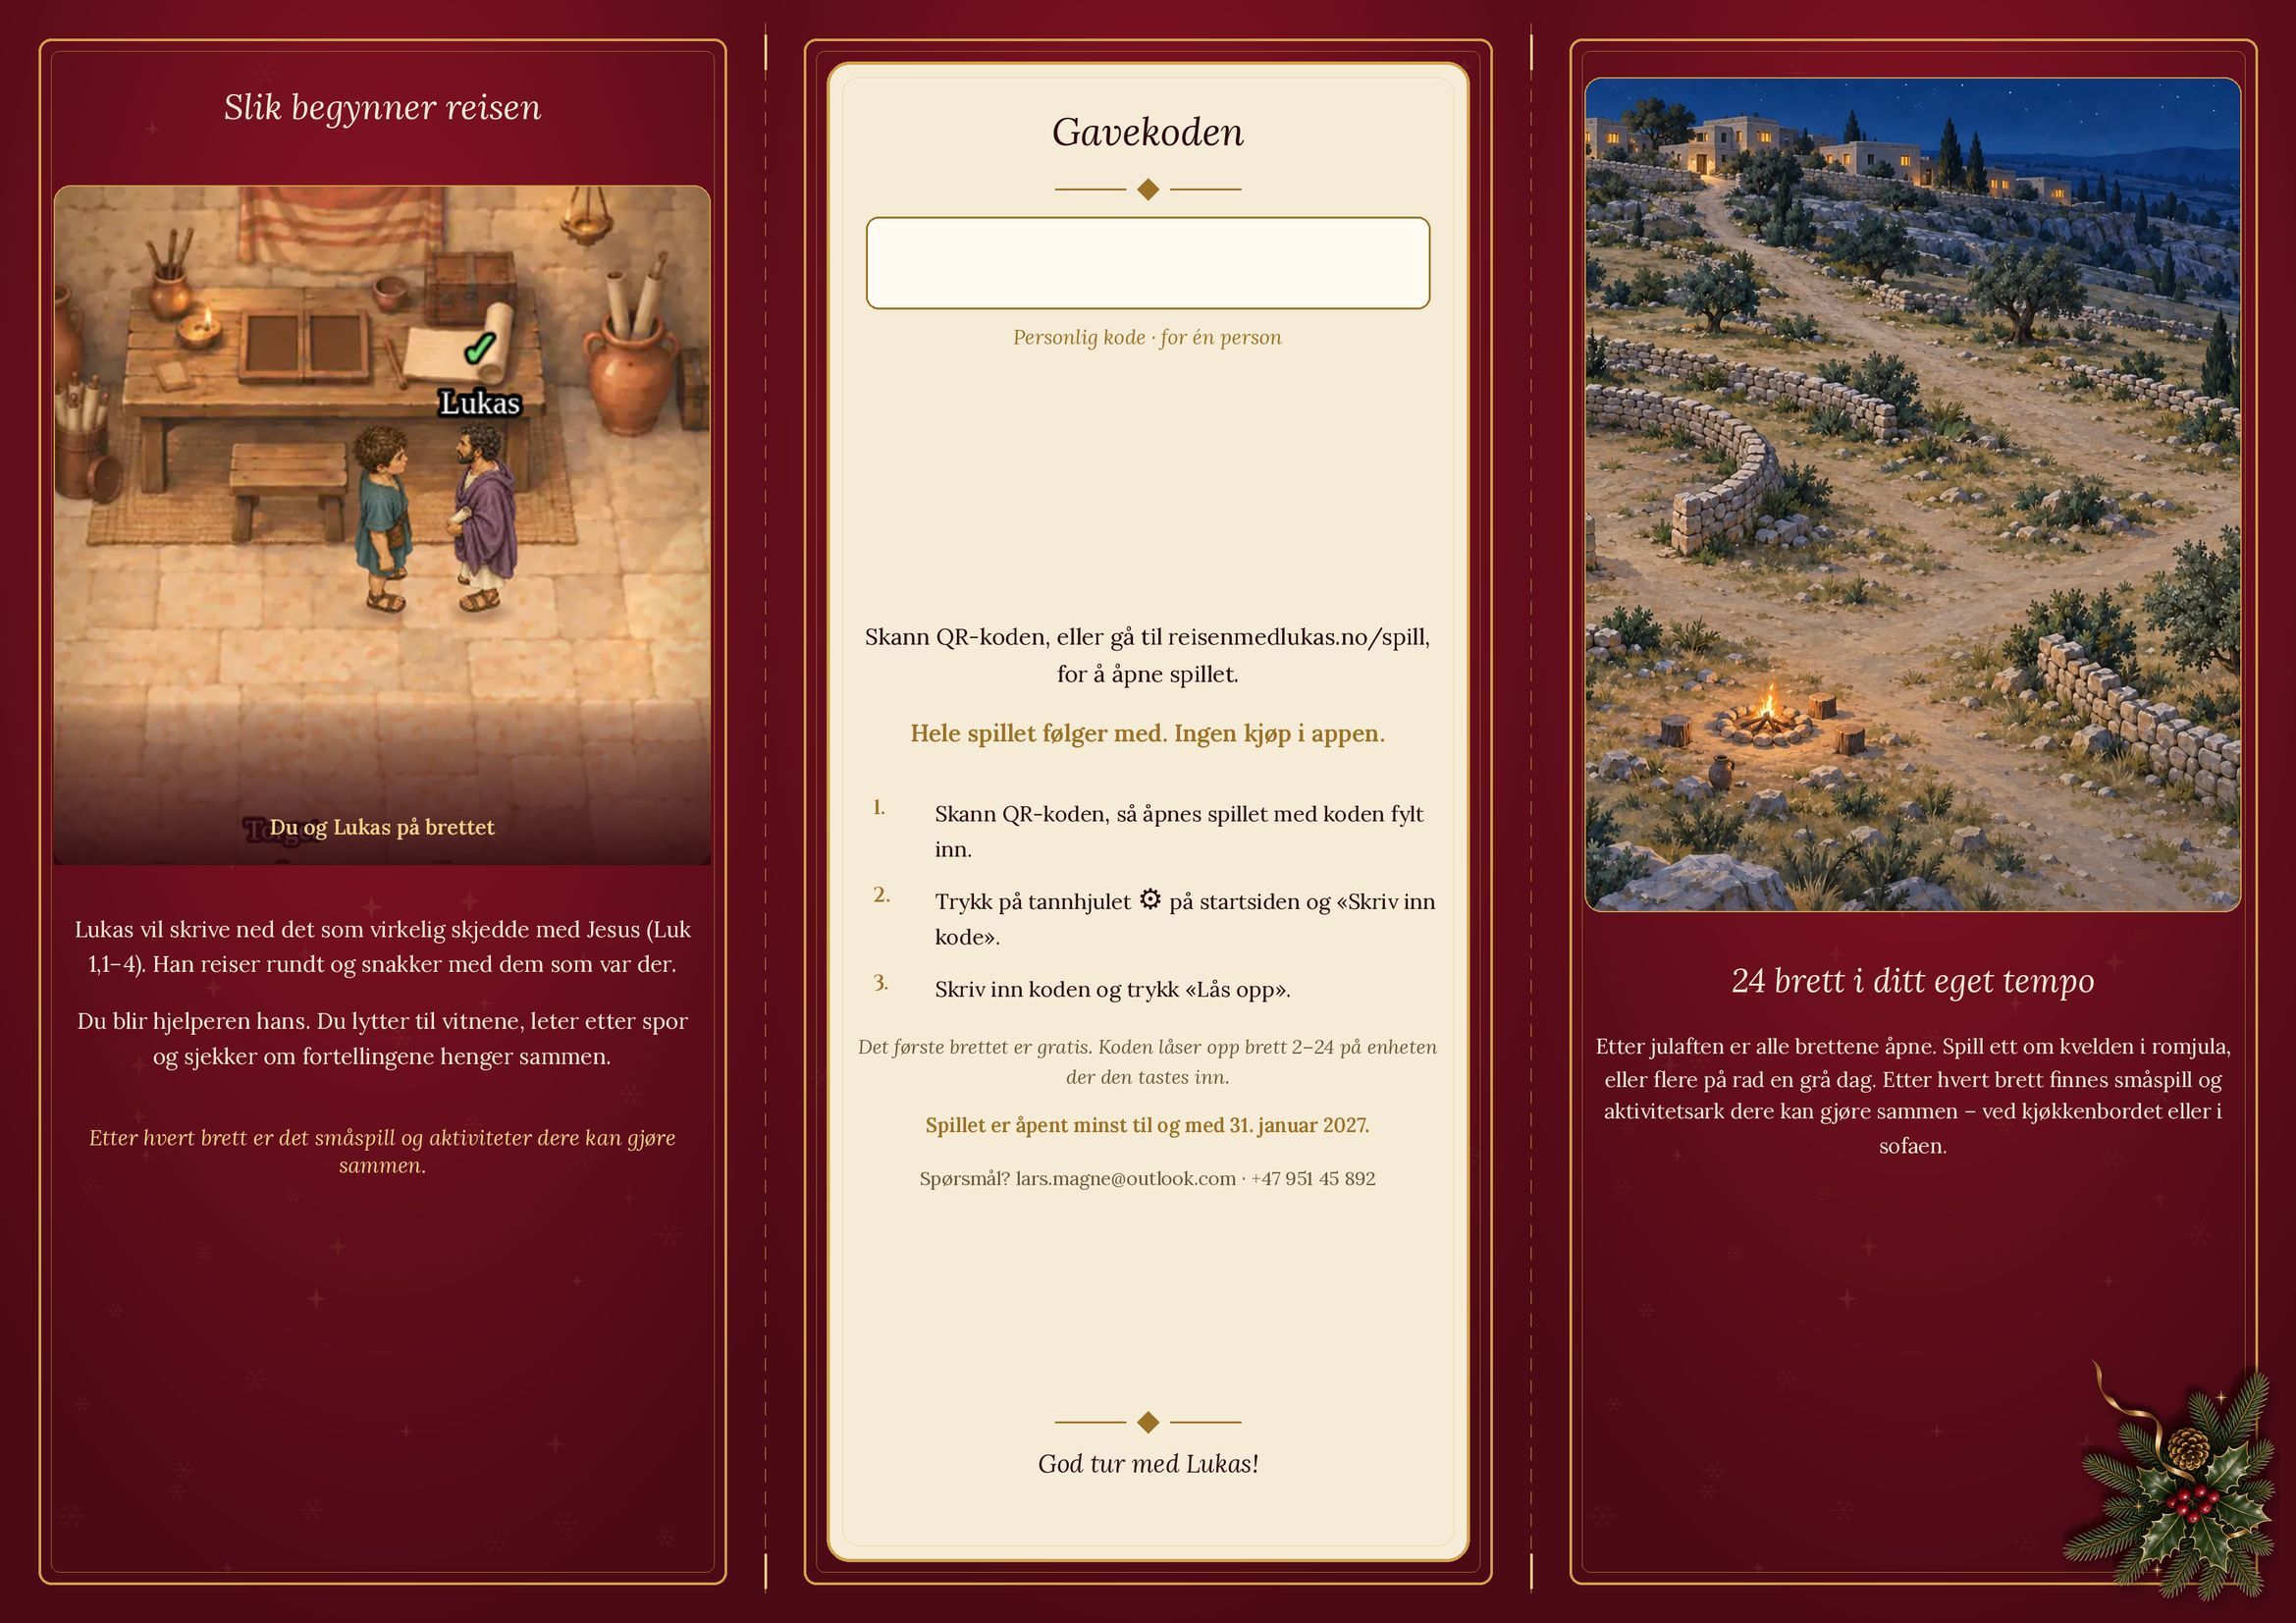 Slik begynner reisen
Lukas
Du og Lukas på brettet
Lukas vil skrive ned det som virkelig skjedde med Jesus (Luk
1,1–4). Han reiser rundt og snakker med dem som var der.
Du blir hjelperen hans. Du lytter til vitnene, leter etter spor
og sjekker om fortellingene henger sammen.
Etter hvert brett er det småspill og aktiviteter dere kan gjøre
sammen.
Gavekoden
Personlig kode · for én person
Skann QR-koden, eller gå til reisenmedlukas.no/spill,
for å åpne spillet.
Hele spillet følger med. Ingen kjøp i appen.
1. Skann QR-koden, så åpnes spillet med koden fylt
inn.
2. Trykk på tannhjulet ⚙ på startsiden og «Skriv inn
kode».
3. Skriv inn koden og trykk «Lås opp».
Det første brettet er gratis. Koden låser opp brett 2–24 på enheten
der den tastes inn.
Spillet er åpent minst til og med 31. januar 2027.
Spørsmål? lars.magne@outlook.com · +47 951 45 892
God tur med Lukas!
24 brett i ditt eget tempo
Etter julaften er alle brettene åpne. Spill ett om kvelden i romjula,
eller flere på rad en grå dag. Etter hvert brett finnes småspill og
aktivitetsark dere kan gjøre sammen – ved kjøkkenbordet eller i
sofaen.